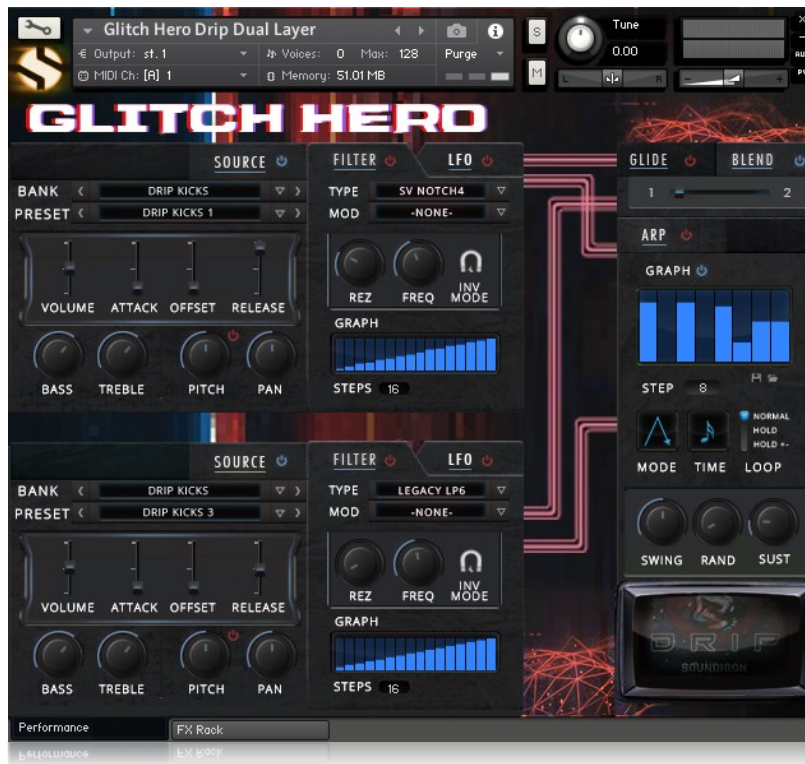 Glitch Hero Drip Dual Layer
Output: st.1 Voices: 0 Max: 128 Purge
MIDI Ch: [A] 1 Memory: 51.01 MB
S
M
Tune
0.00
L R
GLITCH HERO
SOURCE FILTER LFO
BANK DRIP KICKS TYPE SV NOTCH4
PRESET DRIP KICKS 1 MOD -NONE-
VOLUME ATTACK OFFSET RELEASE
REZ FREQ INV MODE
GRAPH
BASS TREBLE PITCH PAN
STEPS 16
SOURCE FILTER LFO
BANK DRIP KICKS TYPE LEGACY LP6
PRESET DRIP KICKS 3 MOD -NONE-
VOLUME ATTACK OFFSET RELEASE
REZ FREQ INV MODE
GRAPH
BASS TREBLE PITCH PAN
STEPS 16
GLIDE BLEND
1 2
ARP
GRAPH
STEP 8
NORMAL
HOLD
HOLD +-
MODE TIME LOOP
SWING RAND SUST
DRIP
SOUNDIRON
Performance FX Rack